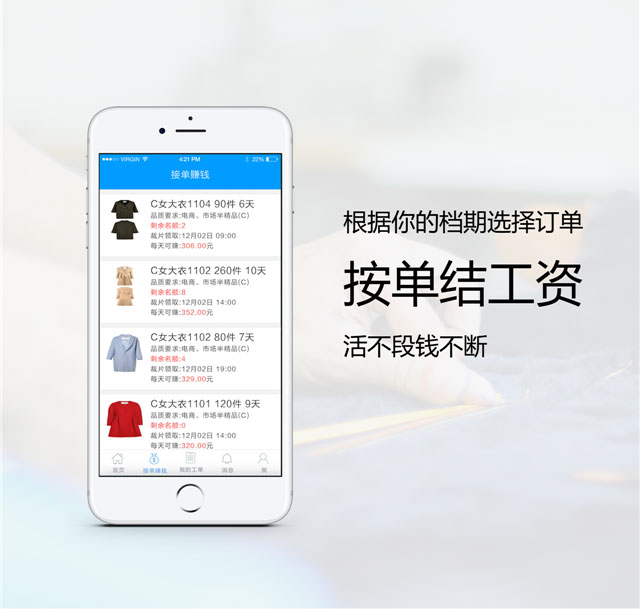 VIRGIN
4:21 PM
22%
接单赚钱
C女大衣1104 90件 6天
品质要求:电商、市场半精品(C)
剩余名额:2
裁片领取:12月02日 09:00
每天可赚:308.00元
C女大衣1102 260件 10天
品质要求:电商、市场半精品(C)
剩余名额:8
裁片领取:12月02日 14:00
每天可赚:352.00元
C女大衣1102 80件 7天
品质要求:电商、市场半精品(C)
剩余名额:4
裁片领取:12月02日 19:00
每天可赚:329.00元
C女大衣1101 120件 9天
品质要求:电商、市场半精品(C)
剩余名额:0
裁片领取:12月02日 14:00
每天可赚:320.00元
首页
接单赚钱
我的工单
消息
我
根据你的档期选择订单
按单结工资
活不段钱不断